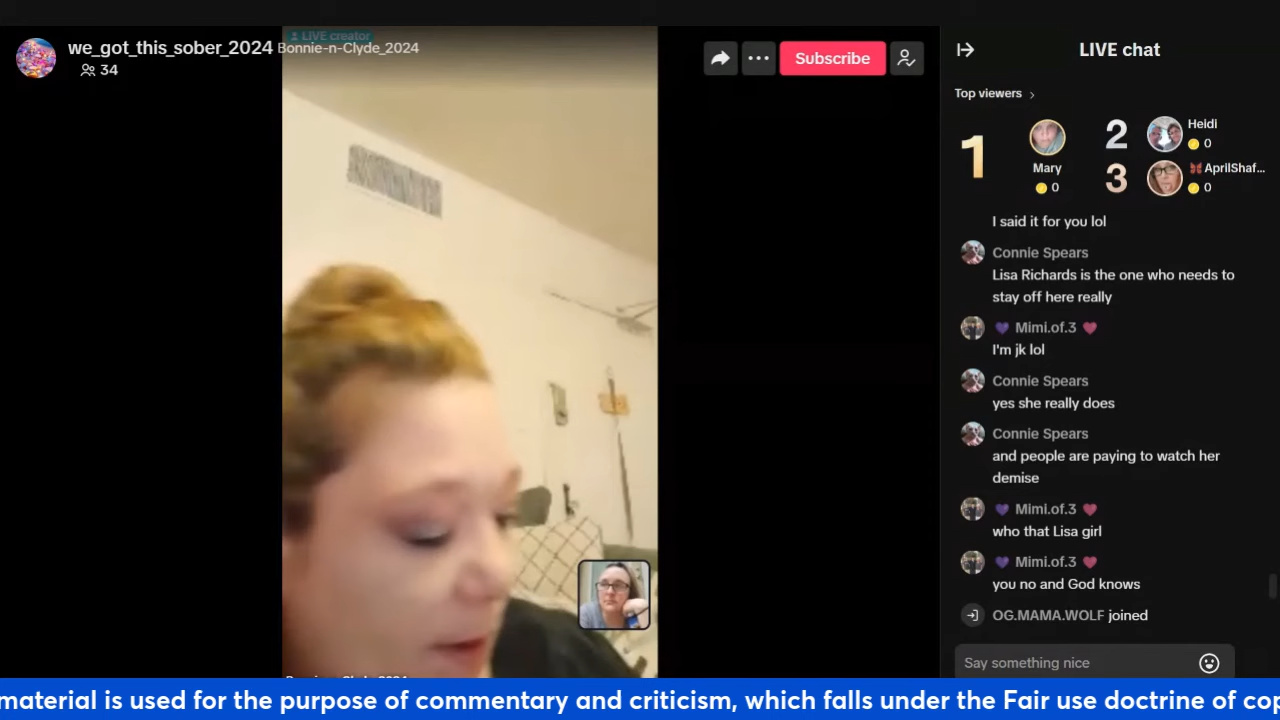 LIVE creator
we_got_this_sober_2024 Bonnie-n-Clyde_2024
34
Subscribe
LIVE chat
Top viewers
1
Mary
0
2
Heidi
0
3
AprilShaf...
0
I said it for you lol
Connie Spears
Lisa Richards is the one who needs to
stay off here really
Mimi.of.3
I'm jk lol
Connie Spears
yes she really does
Connie Spears
and people are paying to watch her
demise
Mimi.of.3
who that Lisa girl
Mimi.of.3
you no and God knows
OG.MAMA.WOLF joined
Say something nice
material is used for the purpose of commentary and criticism, which falls under the Fair use doctrine of cop